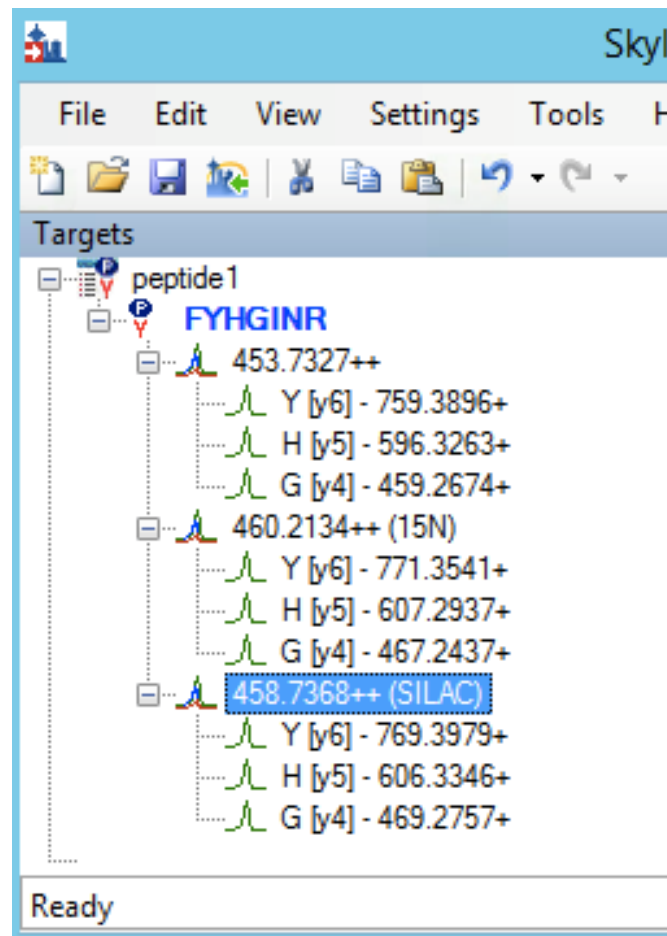 Skyl
File Edit View Settings Tools H
Targets
peptide1
FYHGINR
453.7327++
Y [y6] - 759.3896+
H [y5] - 596.3263+
G [y4] - 459.2674+
460.2134++ (15N)
Y [y6] - 771.3541+
H [y5] - 607.2937+
G [y4] - 467.2437+
458.7368++ (SILAC)
Y [y6] - 769.3979+
H [y5] - 606.3346+
G [y4] - 469.2757+
Ready